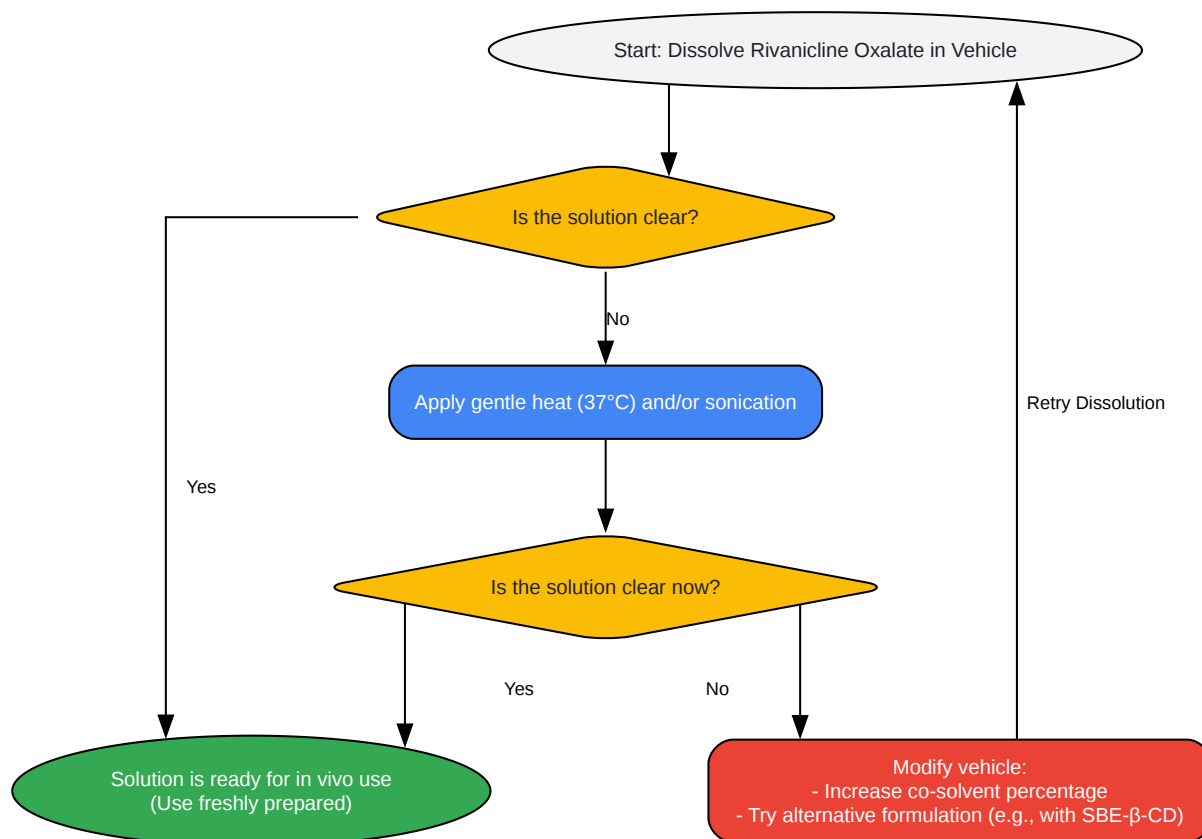 Start: Dissolve Rivanicline Oxalate in Vehicle
Is the solution clear?
No
Apply gentle heat (37°C) and/or sonication
Retry Dissolution
Yes
Is the solution clear now?
Yes
No
Solution is ready for in vivo use
(Use freshly prepared)
Modify vehicle:
- Increase co-solvent percentage
- Try alternative formulation (e.g., with SBE-β-CD)